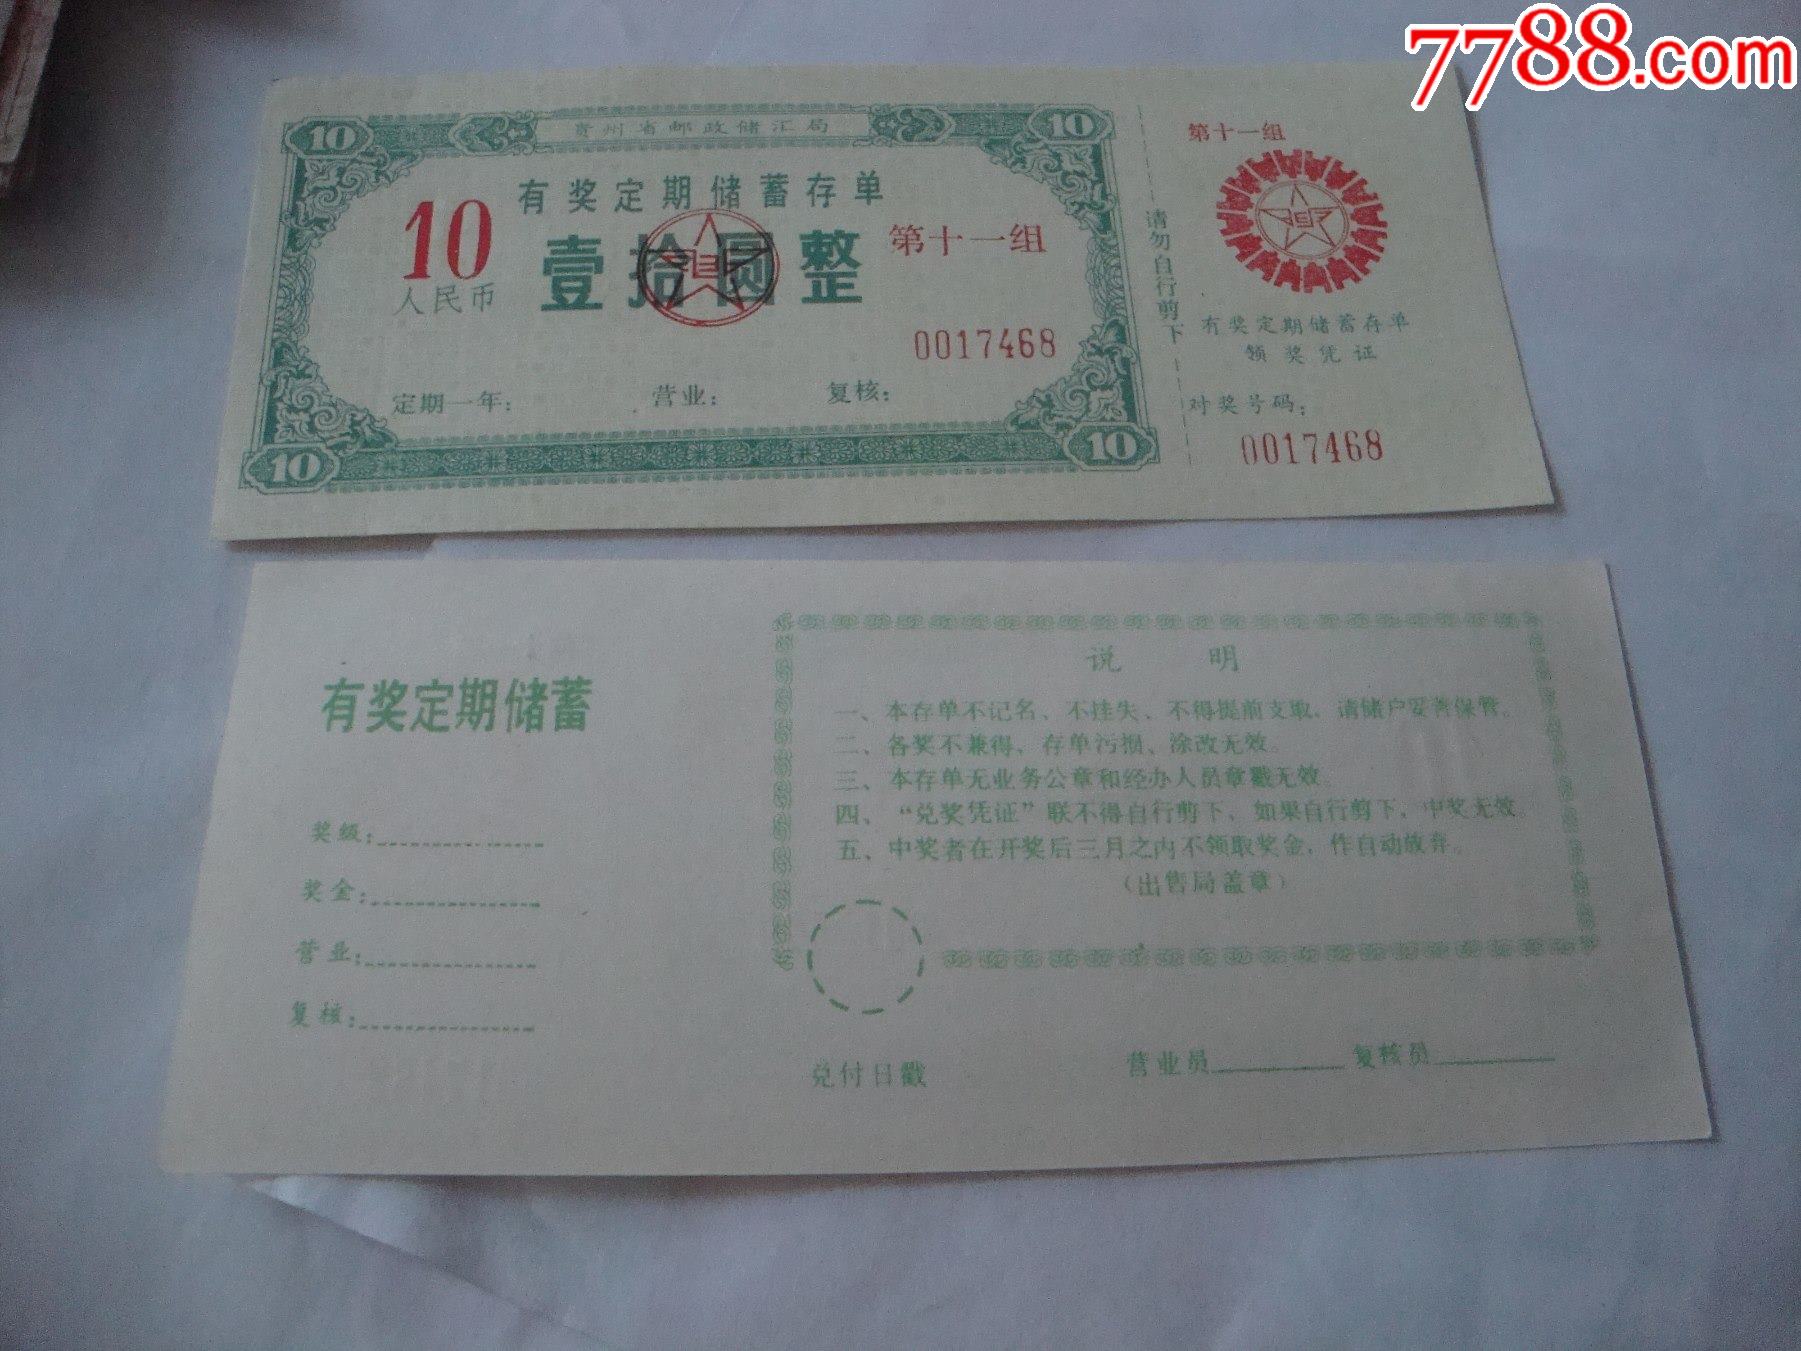 7788.com
10
贵州省邮政储汇局
10
有奖定期储蓄存单
10
人民币
壹拾圆整
第十一组
0017468
定期一年：
营业：
复核：
10
10
请勿自行剪下
第十一组
有奖定期储蓄存单
领奖凭证
对奖号码：
0017468
有奖定期储蓄
奖级：
奖金：
营业：
复核：
说 明
一、本存单不记名、不挂失、不得提前支取，请储户妥善保管。
二、各奖不兼得，存单污损、涂改无效。
三、本存单无业务公章和经办人员章戳无效。
四、“兑奖凭证”联不得自行剪下，如果自行剪下，中奖无效。
五、中奖者在开奖后三月之内不领取奖金，作自动放弃。
（出售局盖章）
兑付日戳
营业员
复核员